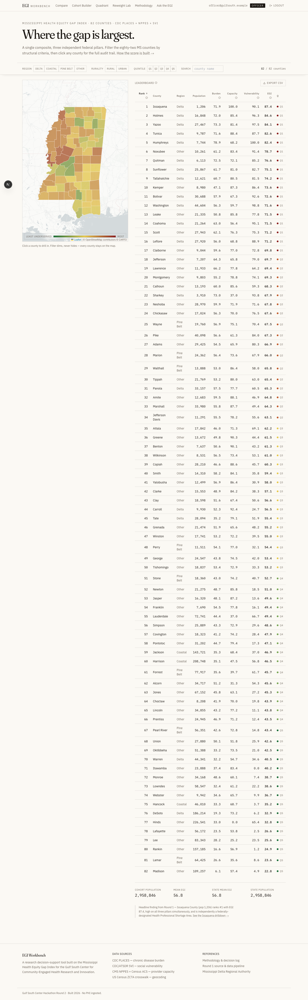 EGI WORKBENCH Compare Cohort Builder Quadrant Reweight Lab Methodology Ask the EGI officer@gulfsouth.example OFFICER LOGOUT
MISSISSIPPI HEALTH EQUITY GAP INDEX · 82 COUNTIES · CDC PLACES + NPPES + SVI
Where the gap is largest.
A single composite, three independent federal pillars. Filter the eighty-two MS counties by
structural criteria, then click any county for the full audit trail. How the score is built →
REGION DELTA COASTAL PINE BELT OTHER RURALITY RURAL URBAN QUINTILE Q1 Q2 Q3 Q4 Q5 SEARCH county name 82 / 82 counties
N
LEAST UNDERSERVED MOST
Leaflet | © OpenStreetMap contributors © CARTO
Click a county to drill in. Filter dims, never hides — every county stays on the map.
LEADERBOARD EXPORT CSV
Rank ↑ County Region Population Burden Capacity Vulnerability EGI Q
1 Issaquena Delta 1,206 71.9 100.0 90.1 87.4 Q1
2 Holmes Delta 16,848 72.0 85.4 96.3 84.6 Q1
3 Yazoo Delta 27,467 73.3 81.4 97.5 84.1 Q1
4 Tunica Delta 9,787 71.6 88.4 87.7 82.6 Q1
5 Humphreys Delta 7,744 78.9 68.2 100.0 82.4 Q1
6 Noxubee Other 10,261 61.2 83.4 91.4 78.7 Q1
7 Quitman Delta 6,113 72.5 72.1 85.2 76.6 Q1
8 Sunflower Delta 25,867 61.7 81.0 82.7 75.1 Q1
9 Tallahatchie Delta 12,621 60.7 80.5 81.5 74.2 Q1
10 Kemper Other 8,980 47.1 87.3 86.4 73.6 Q1
11 Bolivar Delta 30,688 57.9 67.3 92.6 72.6 Q1
12 Washington Delta 44,604 56.3 59.7 98.8 71.6 Q1
13 Leake Other 21,335 50.8 85.8 77.8 71.5 Q1
14 Coahoma Delta 21,264 63.0 56.4 95.1 71.5 Q1
15 Scott Other 27,943 62.1 76.3 75.3 71.2 Q1
16 Leflore Delta 27,920 56.0 68.8 88.9 71.2 Q1
17 Claiborne Other 9,044 59.6 77.0 72.8 69.8 Q1
18 Jefferson Other 7,207 64.3 65.8 79.0 69.7 Q2
19 Lawrence Other 11,933 66.2 77.8 64.2 69.4 Q2
20 Montgomery Other 9,803 55.2 78.8 74.1 69.3 Q2
21 Calhoun Other 13,193 60.0 85.6 59.3 68.3 Q2
22 Sharkey Delta 3,910 73.0 37.0 93.8 67.9 Q2
23 Neshoba Other 28,970 59.9 71.9 71.6 67.8 Q2
24 Chickasaw Other 17,024 56.3 70.0 76.5 67.6 Q2
25 Wayne Pine Belt 19,760 56.9 75.1 70.4 67.5 Q2
26 Pike Other 40,098 56.6 61.3 84.0 67.3 Q2
27 Adams Other 29,425 54.5 65.9 80.3 66.9 Q2
28 Marion Pine Belt 24,362 56.4 73.6 67.9 66.0 Q2
29 Walthall Pine Belt 13,888 53.0 86.4 58.0 65.8 Q2
30 Tippah Other 21,769 53.2 80.0 63.0 65.4 Q2
31 Panola Delta 33,157 57.5 77.7 60.5 65.3 Q2
32 Amite Other 12,683 59.5 88.1 46.9 64.8 Q2
33 Marshall Other 33,980 55.8 87.7 49.4 64.3 Q2
34 Jefferson Davis Other 11,291 55.5 78.2 55.6 63.1 Q2
35 Attala Other 17,842 46.0 71.3 69.1 62.2 Q3
36 Greene Other 13,672 49.8 90.3 44.4 61.5 Q3
37 Benton Other 7,637 50.6 90.1 43.2 61.3 Q3
38 Wilkinson Other 8,531 56.5 73.4 53.1 61.0 Q3
39 Copiah Other 28,210 46.6 88.6 45.7 60.3 Q3
40 Smith Other 14,310 58.2 84.1 35.8 59.4 Q3
41 Yalobusha Other 12,499 56.9 86.4 30.9 58.0 Q3
42 Clarke Other 15,553 48.9 84.2 38.3 57.1 Q3
43 Clay Other 18,598 51.6 67.4 50.6 56.6 Q3
44 Carroll Delta 9,930 52.3 92.4 24.7 56.5 Q3
45 Tate Delta 28,094 35.2 79.1 51.9 55.4 Q3
46 Grenada Other 21,474 51.9 65.6 48.2 55.2 Q3
47 Winston Other 17,741 53.2 72.2 39.5 55.0 Q3
48 Perry Pine Belt 11,511 54.1 77.0 32.1 54.4 Q3
49 George Other 24,547 43.8 74.5 42.0 53.4 Q3
50 Tishomingo Other 18,837 53.4 72.9 33.3 53.2 Q3
51 Stone Pine Belt 18,360 43.0 74.2 40.7 52.7 Q4
52 Newton Other 21,275 48.7 85.8 18.5 51.0 Q4
53 Jasper Other 16,320 48.1 87.2 13.6 49.6 Q4
54 Franklin Other 7,690 54.5 77.8 16.1 49.4 Q4
55 Lauderdale Other 72,741 44.4 37.0 66.7 49.4 Q4
56 Simpson Other 25,889 43.3 72.9 29.6 48.6 Q4
57 Covington Other 18,323 41.2 74.2 28.4 47.9 Q4
58 Pontotoc Other 31,202 44.7 79.4 17.3 47.1 Q4
59 Jackson Coastal 143,721 35.3 68.4 37.0 46.9 Q4
60 Harrison Coastal 208,748 35.1 47.5 56.8 46.5 Q4
61 Forrest Pine Belt 77,917 35.6 39.7 61.7 45.7 Q4
62 Alcorn Other 34,717 51.2 31.3 54.3 45.6 Q4
63 Jones Other 67,152 45.8 63.1 27.2 45.3 Q4
64 Choctaw Other 8,208 41.9 70.0 19.8 43.9 Q4
65 Lincoln Other 34,855 43.2 77.2 11.1 43.8 Q4
66 Prentiss Other 24,945 46.9 71.2 12.4 43.5 Q4
67 Pearl River Pine Belt 56,351 42.6 72.8 14.8 43.4 Q5
68 Union Other 27,880 50.1 51.8 25.9 42.6 Q5
69 Oktibbeha Other 51,388 33.2 73.5 21.0 42.5 Q5
70 Warren Delta 44,341 32.2 54.7 34.6 40.5 Q5
71 Itawamba Other 23,888 37.4 83.4 0.0 40.2 Q5
72 Monroe Other 34,168 48.6 60.1 7.4 38.7 Q5
73 Lowndes Other 58,547 32.4 61.2 22.2 38.6 Q5
74 Webster Other 9,942 34.6 65.7 9.9 36.7 Q5
75 Hancock Coastal 46,010 33.3 68.7 3.7 35.2 Q5
76 DeSoto Delta 186,214 19.3 73.2 6.2 32.9 Q5
77 Hinds Other 226,541 33.0 0.0 65.4 32.8 Q5
78 Lafayette Other 56,172 23.5 53.8 2.5 26.6 Q5
79 Lee Other 83,343 28.2 25.2 23.5 25.6 Q5
80 Rankin Other 157,185 16.6 56.9 1.2 24.9 Q5
81 Lamar Pine Belt 64,425 26.6 35.6 8.6 23.6 Q5
82 Madison Other 109,257 6.1 57.4 4.9 22.8 Q5
COHORT POPULATION MEAN EGI STATE MEAN EGI STATE POPULATION
2,958,846 56.8 56.8 2,958,846
Headline finding from Round 1 — Issaquena County (pop 1,206) ranks #1 with EGI
87.4, high on all three pillars simultaneously, and is independently a federally-
designated Health Professional Shortage Area. See the Issaquena drilldown →
EGI Workbench
A research decision-support tool built on the Mississippi
Health Equity Gap Index for the Gulf South Center for
Community-Engaged Health Research and Innovation.
DATA SOURCES
CDC PLACES — chronic disease burden
CDC/ATSDR SVI — social vulnerability
CMS NPPES + Census ACS — provider capacity
US Census ZCTA crosswalk — geocoding
REFERENCES
Methodology & decision log
Round 1 source & data pipeline
Mississippi Delta Regional Authority
Gulf South Center Hackathon Round 2 · Built 2026 · No PHI ingested.